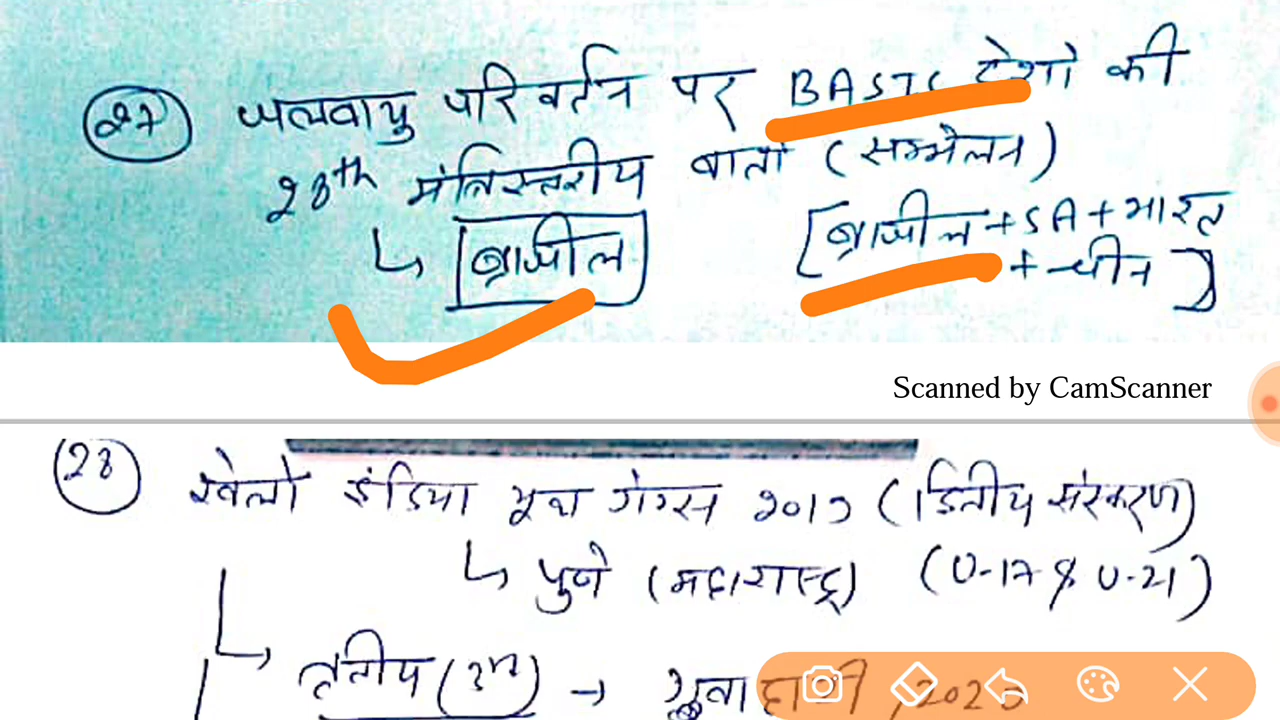 27 जलवायु परिवर्तन पर BASIC देशो की
28th मंत्रिस्तरीय वार्ता (सम्मेलन)
↳ [ब्राजील] [ब्राजील + SA + भारत
+ चीन]
Scanned by CamScanner
28 खेलो इंडिया यूथ गेम्स २०19 (द्वितीय संस्करण)
↳ पुणे (महाराष्ट्र) (U-17 & U-21)
↳ तृतीय (3rd) → गुवाहाटी, 2020